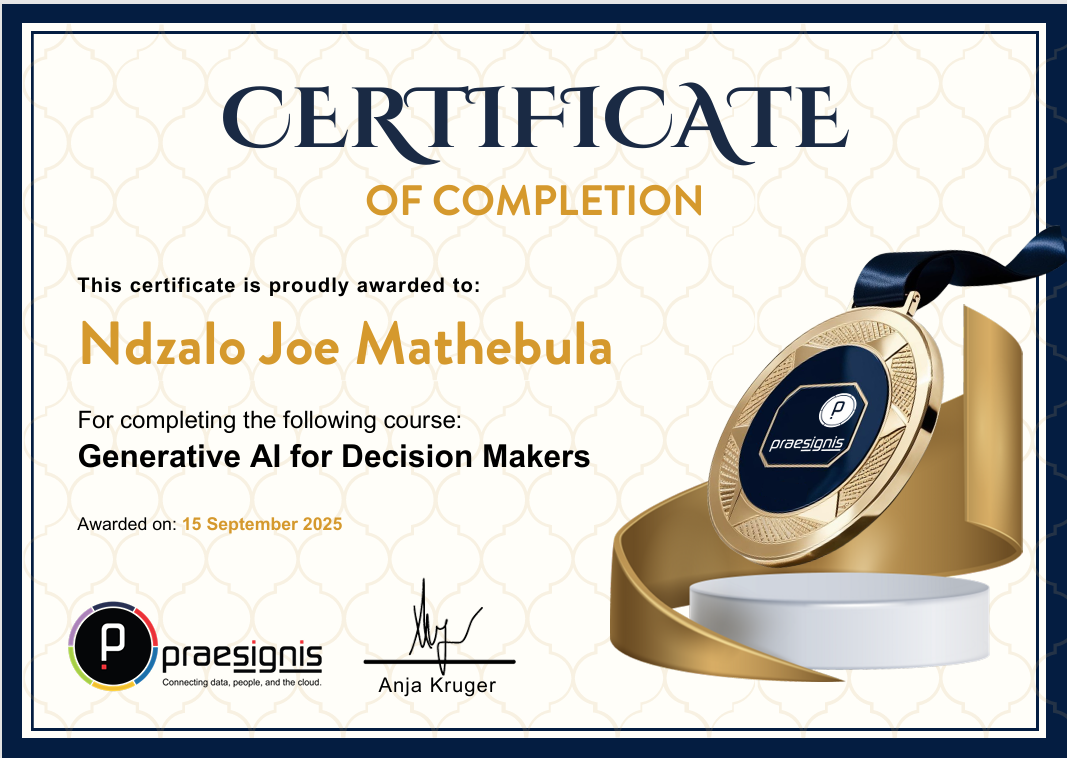 CERTIFICATE
OF COMPLETION
This certificate is proudly awarded to:
Ndzalo Joe Mathebula
For completing the following course:
Generative AI for Decision Makers
Awarded on: 15 September 2025
praesignis
praesignis
Connecting data, people, and the cloud.
Anja Kruger